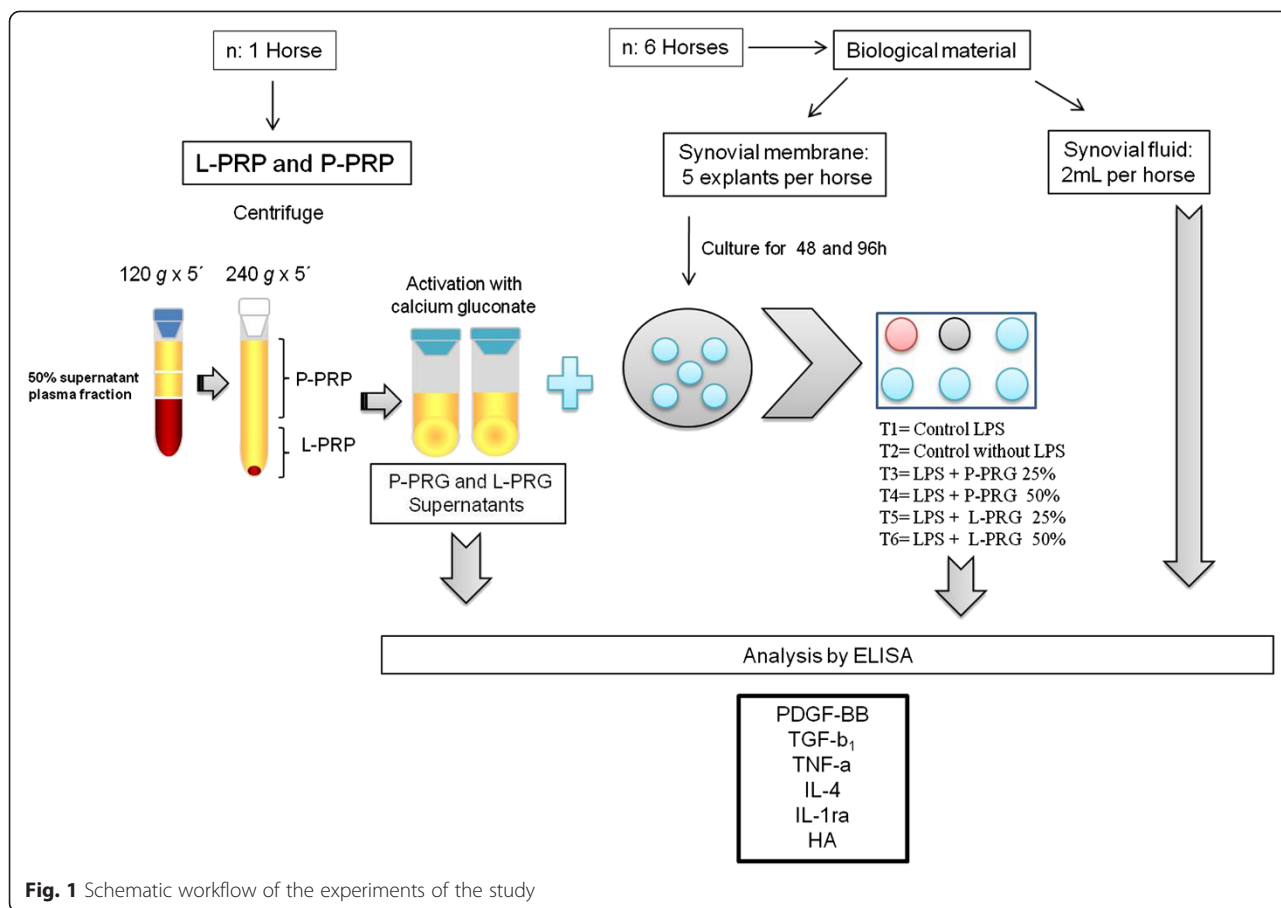 n: 1 Horse
n: 6 Horses
Biological material
L-PRP and P-PRP
Synovial membrane:
5 explants per horse
Synovial fluid:
2mL per horse
Centrifuge
Culture for 48 and 96h
120 g x 5´
240 g x 5´
Activation with
calcium gluconate
50% supernatant
plasma fraction
P-PRP
L-PRP
P-PRG and L-PRG
Supernatants
T1= Control LPS
T2= Control without LPS
T3= LPS + P-PRG 25%
T4= LPS + P-PRG 50%
T5= LPS + L-PRG 25%
T6= LPS + L-PRG 50%
Analysis by ELISA
PDGF-BB
TGF-b₁
TNF-a
IL-4
IL-1ra
HA
Fig. 1 Schematic workflow of the experiments of the study